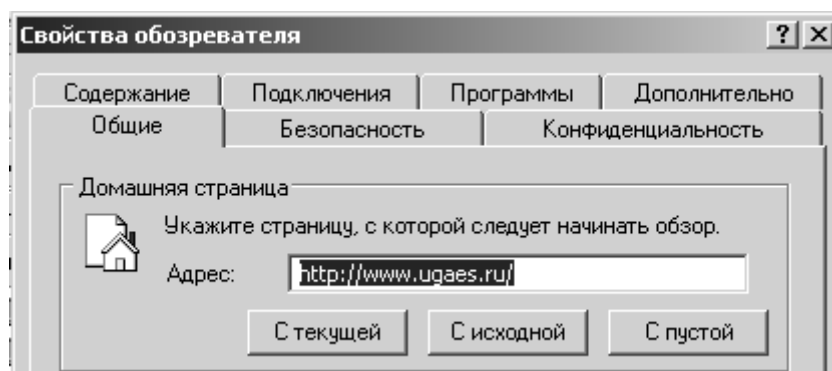 Свойства обозревателя ? X
Содержание Подключения Программы Дополнительно
Общие Безопасность Конфиденциальность
Домашняя страница
Укажите страницу, с которой следует начинать обзор.
Адрес: http://www.ugaes.ru/
С текущей С исходной С пустой